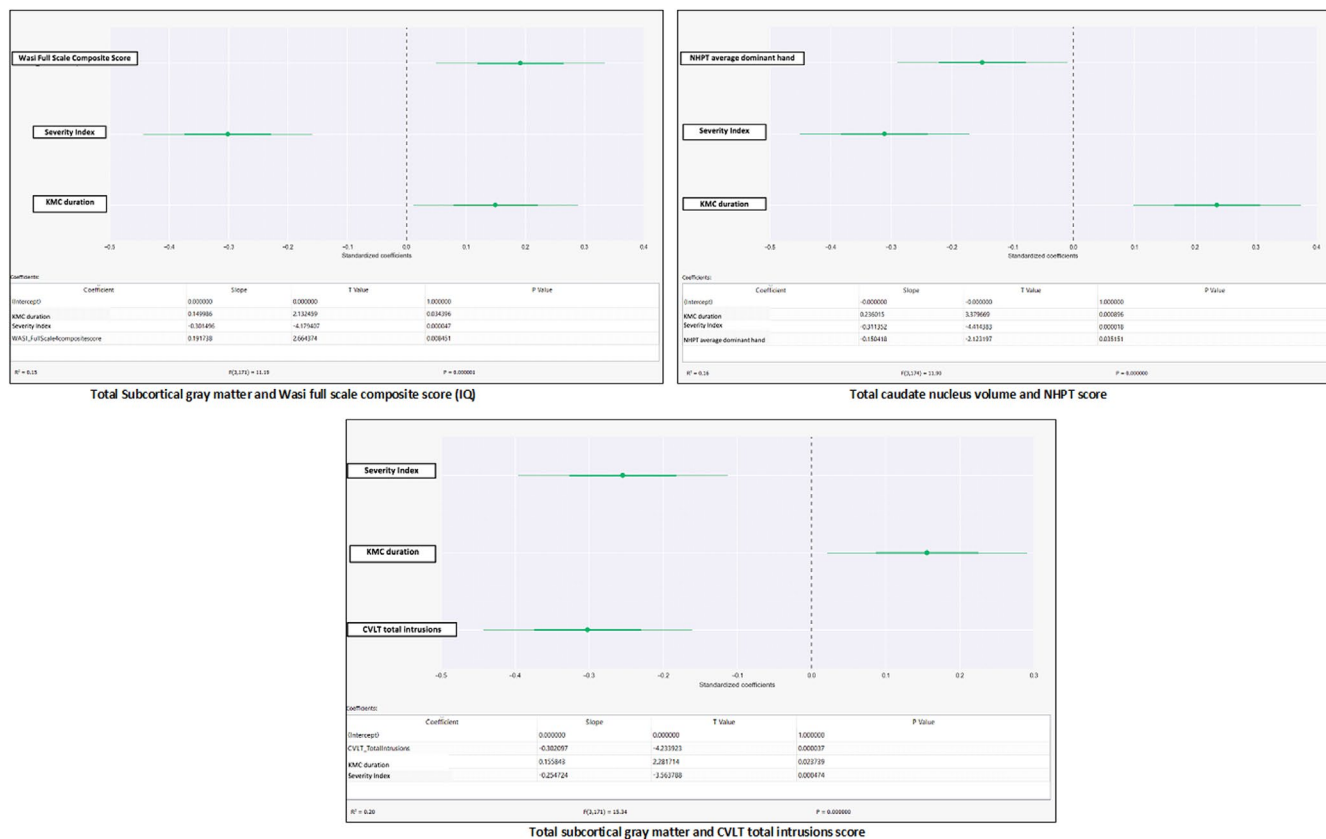 Wasi Full Scale Composite Score
Severity Index
KMC duration
-0.5 -0.4 -0.3 -0.2 -0.1 0.0 0.1 0.2 0.3 0.4
Standardized coefficients
Coefficients:
Coefficient Slope T Value P Value
(Intercept) 0.000000 0.000000 1.000000
KMC duration 0.149986 2.132459 0.034396
Severity Index -0.301496 -4.179407 0.000047
WASI_FullScale4compositescore 0.191738 2.664374 0.008451
R² = 0.15 F(3,171) = 11.19 P = 0.000001
Total Subcortical gray matter and Wasi full scale composite score (IQ)
NHPT average dominant hand
Severity Index
KMC duration
-0.5 -0.4 -0.3 -0.2 -0.1 0.0 0.1 0.2 0.3 0.4
Standardized coefficients
Coefficients:
Coefficient Slope T Value P Value
(Intercept) -0.000000 -0.000000 1.000000
KMC duration 0.236015 3.379669 0.000896
Severity Index -0.311352 -4.414383 0.000018
NHPT average dominant hand -0.150418 -2.123197 0.035151
R² = 0.16 F(3,174) = 11.93 P = 0.000000
Total caudate nucleus volume and NHPT score
Severity Index
KMC duration
CVLT total intrusions
-0.5 -0.4 -0.3 -0.2 -0.1 0.0 0.1 0.2 0.3
Standardized coefficients
Coefficients:
Coefficient Slope T Value P Value
(Intercept) 0.000000 0.000000 1.000000
CVLT_TotalIntrusions -0.302097 -4.233923 0.000037
KMC duration 0.155843 2.281714 0.023739
Severity Index -0.254724 -3.563788 0.000474
R² = 0.20 F(3,171) = 15.34 P = 0.000000
Total subcortical gray matter and CVLT total intrusions score